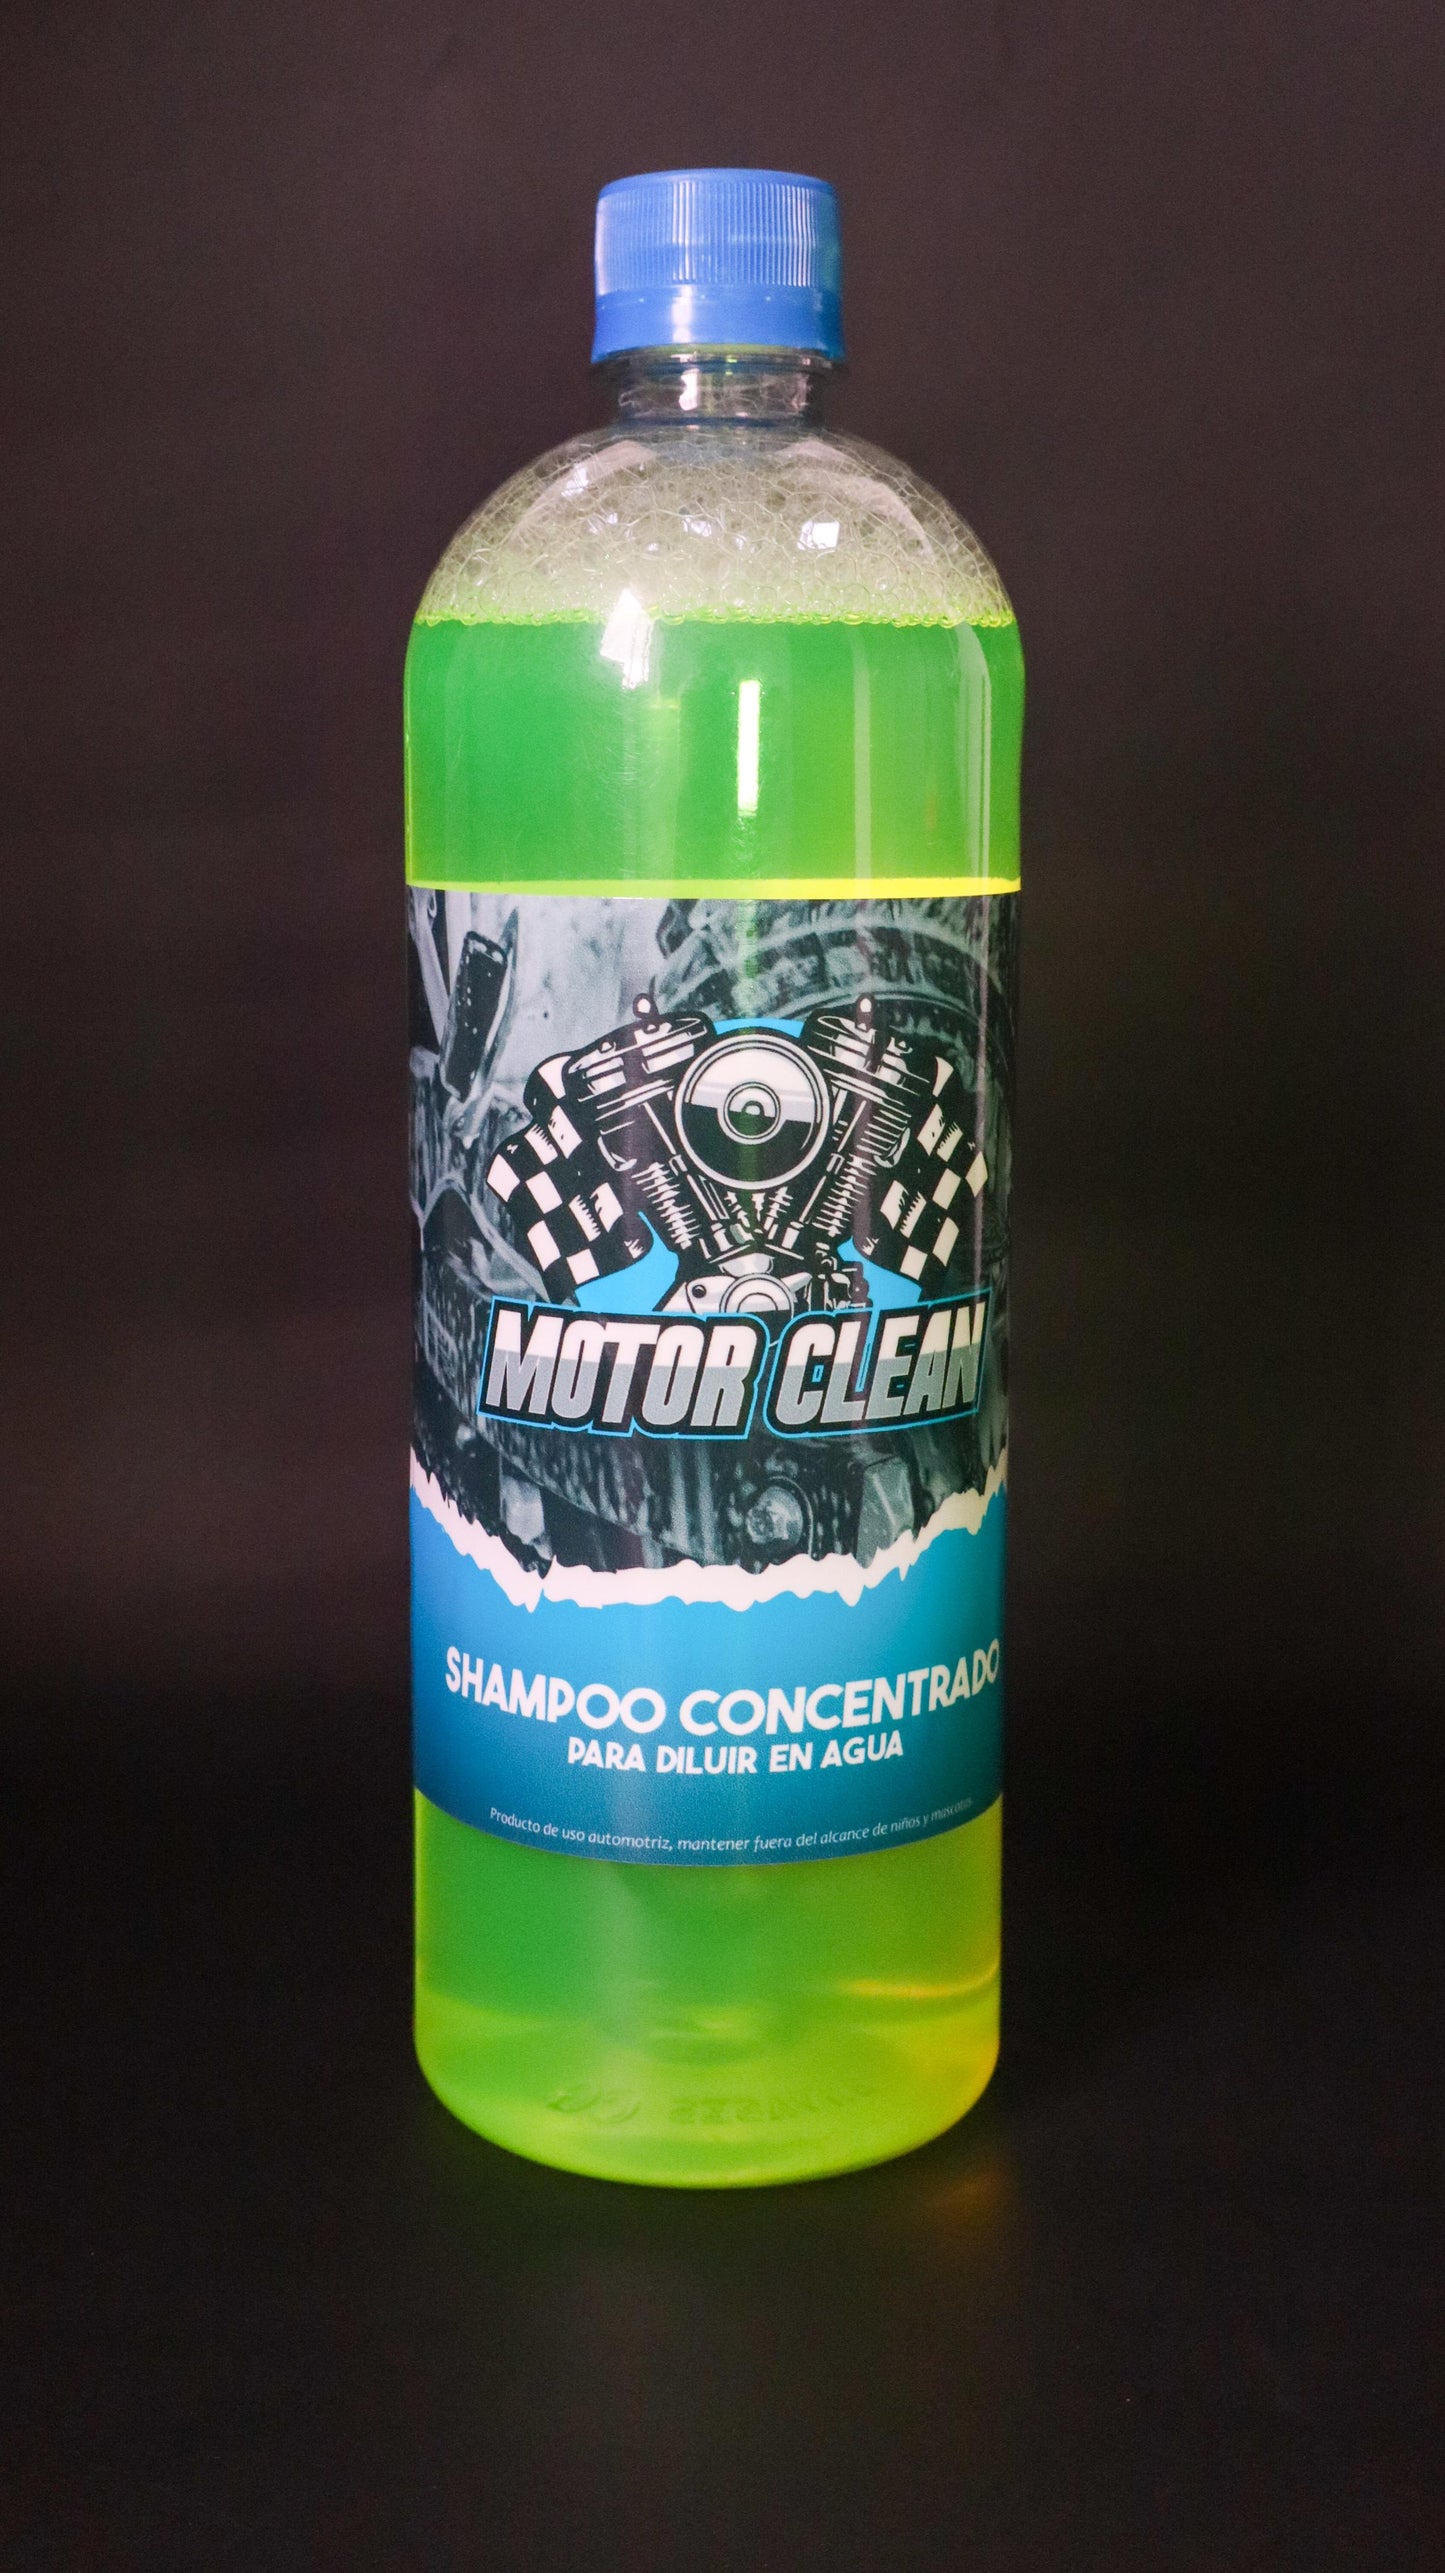 MOTOR CLEAN
SHAMPOO CONCENTRADO
PARA DILUIR EN AGUA
Producto de uso automotriz, mantener fuera del alcance de niños y mascotas.